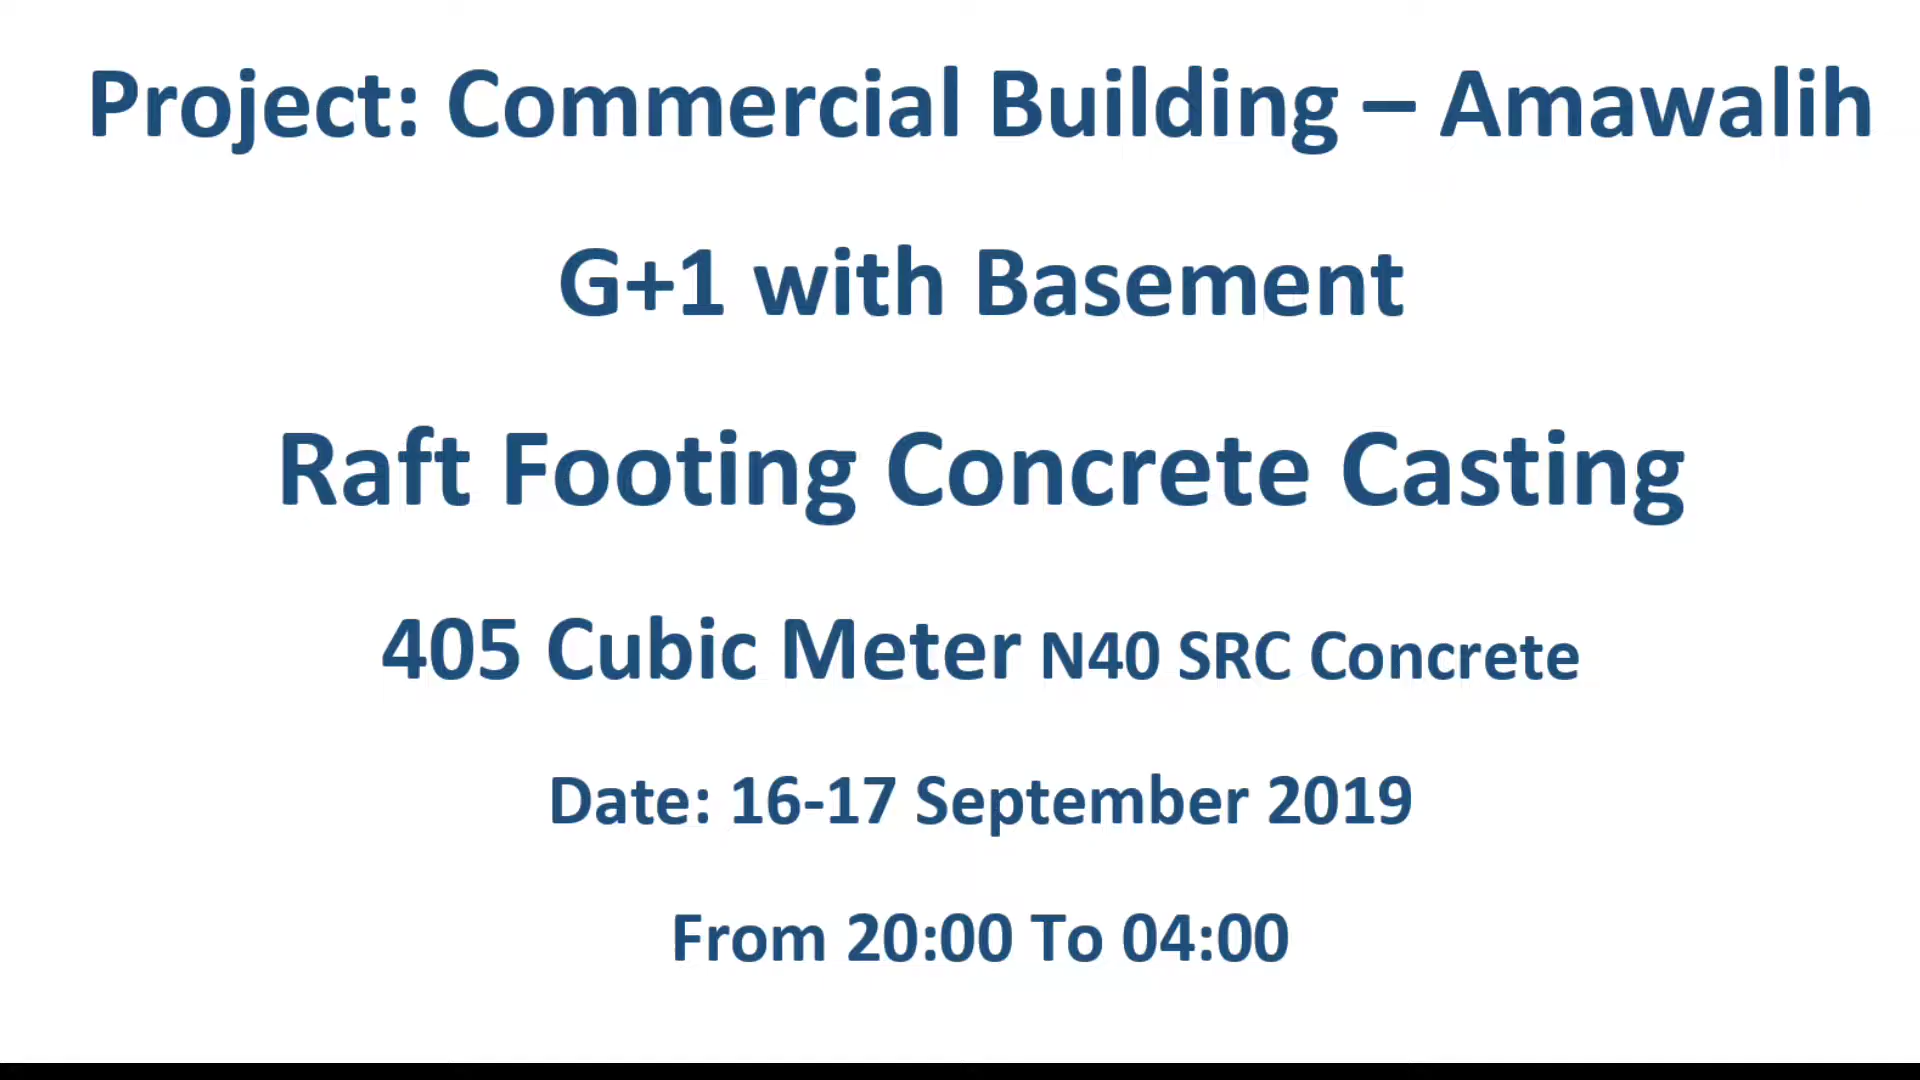 Project: Commercial Building – Amawalih
G+1 with Basement
Raft Footing Concrete Casting
405 Cubic Meter N40 SRC Concrete
Date: 16-17 September 2019
From 20:00 To 04:00